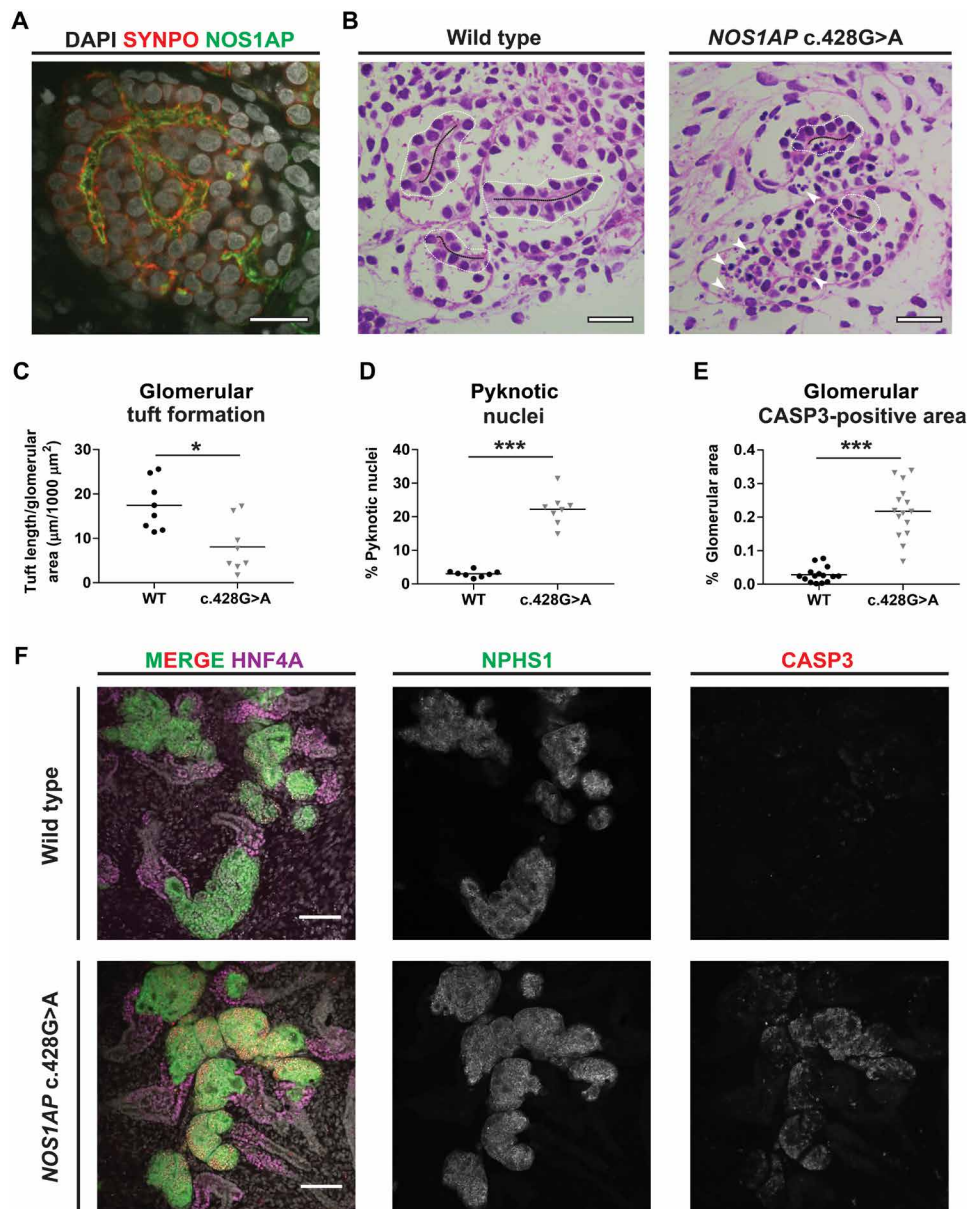 A
DAPI SYNPO NOS1AP
B
Wild type
NOS1AP c.428G>A
C
Glomerular
tuft formation
Tuft length/glomerular
area (μm/1000 μm²)
30
20
10
0
*
WT
c.428G>A
D
Pyknotic
nuclei
% Pyknotic nuclei
40
30
20
10
0
***
WT
c.428G>A
E
Glomerular
CASP3-positive area
% Glomerular area
0.4
0.3
0.2
0.1
0.0
***
WT
c.428G>A
F
MERGE HNF4A
NPHS1
CASP3
Wild type
NOS1AP c.428G>A